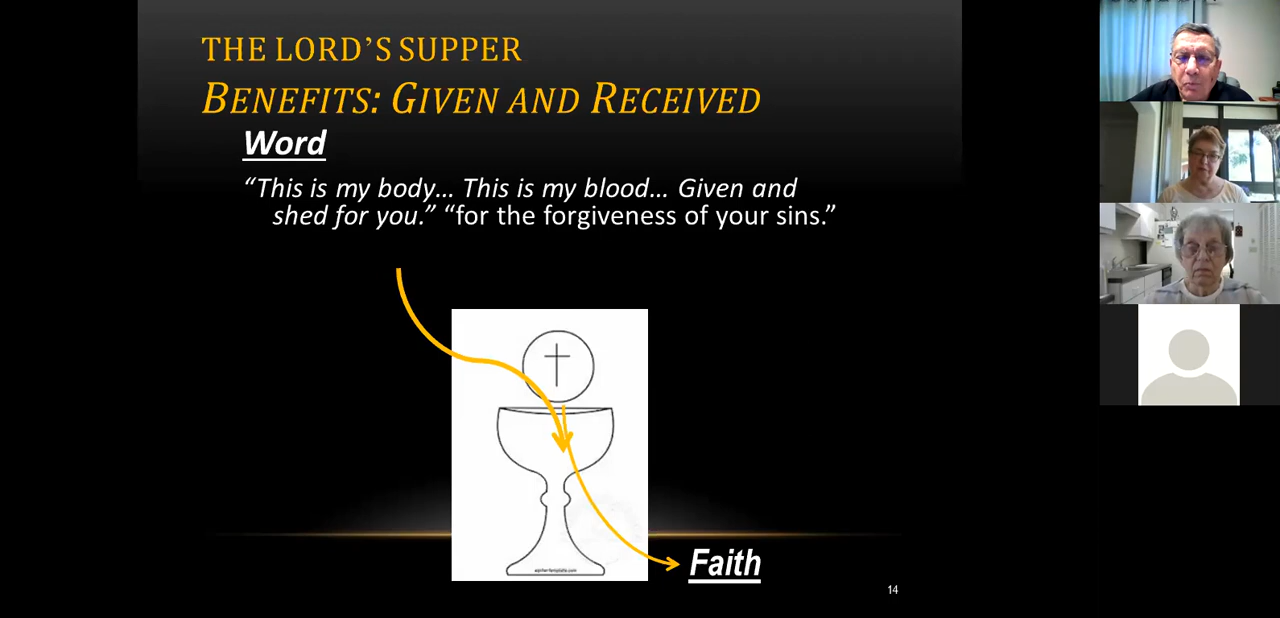 THE LORD’S SUPPER
BENEFITS: GIVEN AND RECEIVED
Word
“This is my body... This is my blood... Given and
shed for you.” “for the forgiveness of your sins.”
Faith
14